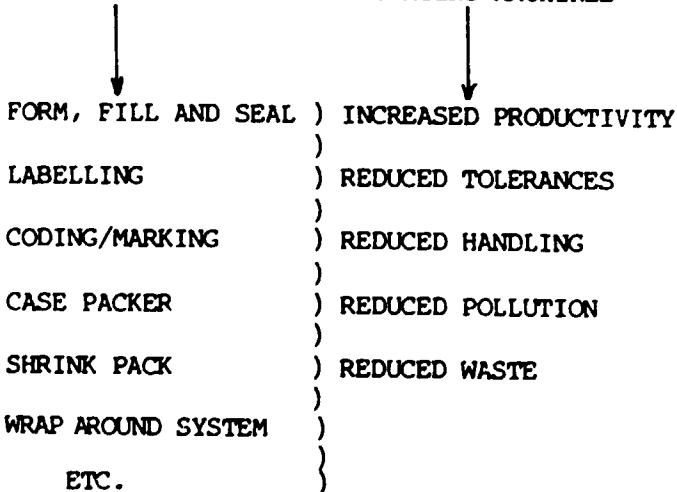 FORM, FILL AND SEAL ) INCREASED PRODUCTIVITY
)
LABELLING ) REDUCED TOLERANCES
)
CODING/MARKING ) REDUCED HANDLING
)
CASE PACKER ) REDUCED POLLUTION
)
SHRINK PACK ) REDUCED WASTE
)
WRAP AROUND SYSTEM )
)
ETC. )